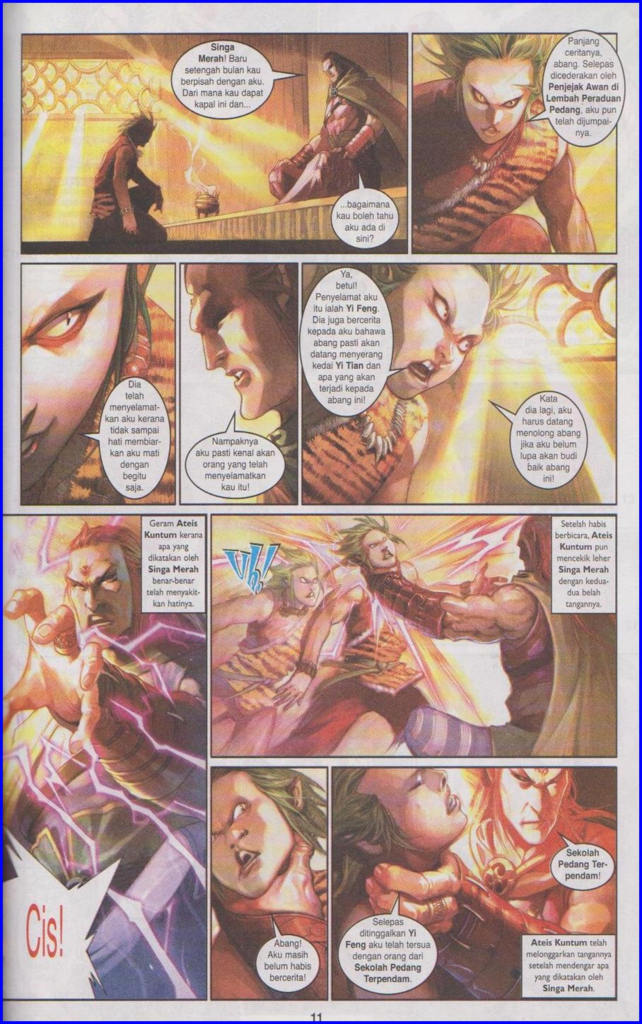 Singa
Merah! Baru
setengah bulan kau
berpisah dengan aku.
Dari mana kau dapat
kapal ini dan...
...bagaimana
kau boleh tahu
aku ada di
sini?
Panjang
ceritanya,
abang. Selepas
dicederakan oleh
Penjejak Awan di
Lembah Peraduan
Pedang, aku pun
telah dijumpai-
nya.
Dia
telah
menyelamat-
kan aku kerana
tidak sampai
hati membiar-
kan aku mati
dengan
begitu
saja.
Nampaknya
aku pasti kenal akan
orang yang telah
menyelamatkan
kau itu!
Ya,
betul!
Penyelamat aku
itu ialah Yi Feng.
Dia juga bercerita
kepada aku bahawa
abang pasti akan
datang menyerang
kedai Yi Tian dan
apa yang akan
terjadi kepada
abang ini!
Kata
dia lagi, aku
harus datang
menolong abang
jika aku belum
lupa akan budi
baik abang
ini!
Geram Ateis
Kuntum kerana
apa yang
dikatakan oleh
Singa Merah
benar-benar
telah menyakit-
kan hatinya.
Cis!
Uh!
Setelah habis
berbicara, Ateis
Kuntum pun
mencekik leher
Singa Merah
dengan kedua-
dua belah
tangannya.
Abang!
Aku masih
belum habis
bercerita!
Selepas
ditinggalkan Yi
Feng aku telah tersua
dengan orang dari
Sekolah Pedang
Terpendam.
Sekolah
Pedang Ter-
pendam!
Ateis Kuntum telah
melonggarkan tangannya
setelah mendengar apa
yang dikatakan oleh
Singa Merah.
11